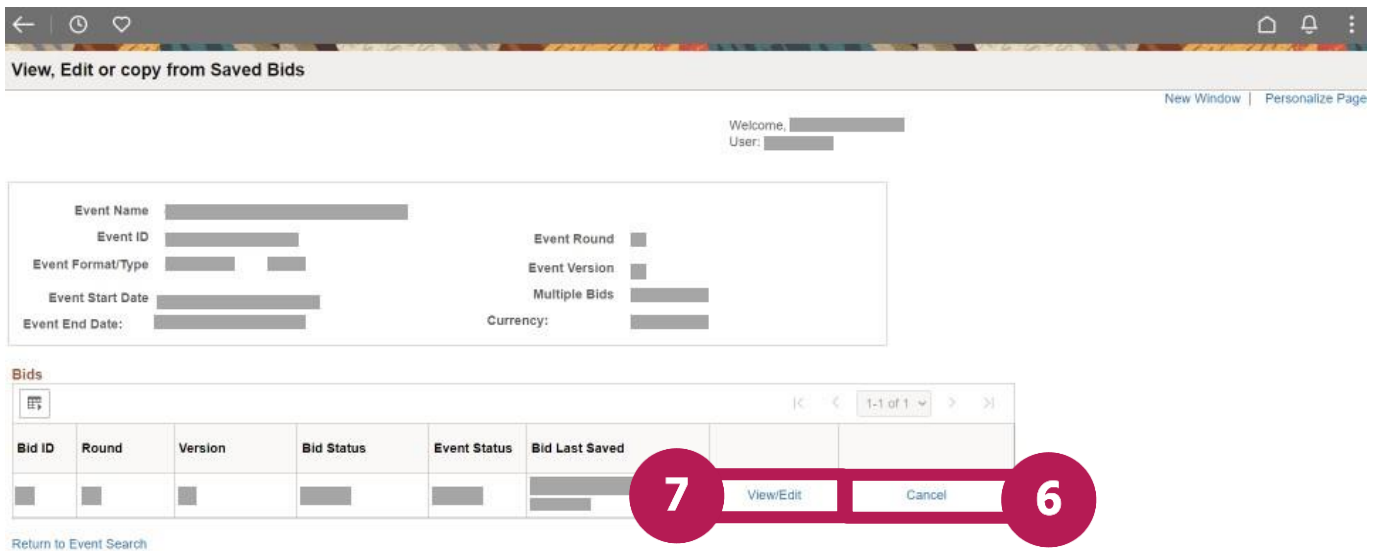 View, Edit or copy from Saved Bids
New Window | Personalize Page
Welcome,
User:
Event Name
Event ID
Event Round
Event Format/Type
Event Version
Event Start Date
Multiple Bids
Event End Date:
Currency:
Bids
1-1 of 1
Bid ID Round Version Bid Status Event Status Bid Last Saved
7 View/Edit Cancel 6
Return to Event Search